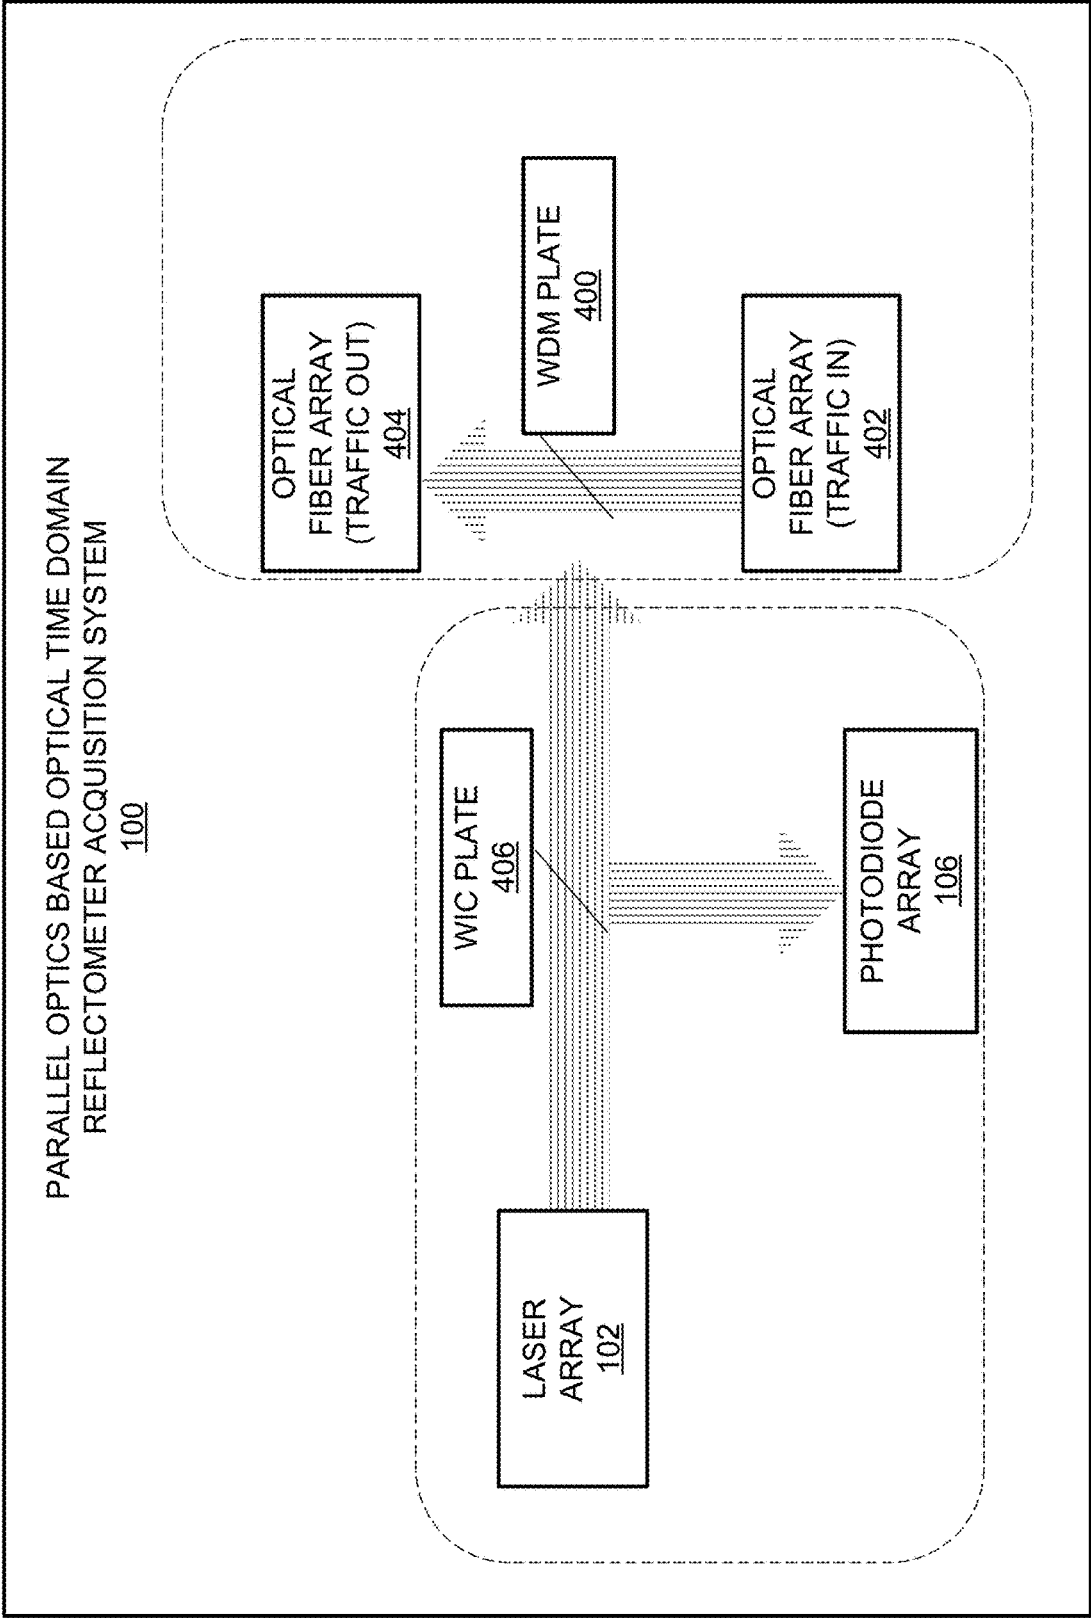 PARALLEL OPTICS BASED OPTICAL TIME DOMAIN
REFLECTOMETER ACQUISITION SYSTEM
100
LASER
ARRAY
102
WIC PLATE
406
PHOTODIODE
ARRAY
106
OPTICAL
FIBER ARRAY
(TRAFFIC OUT)
404
WDM PLATE
400
OPTICAL
FIBER ARRAY
(TRAFFIC IN)
402